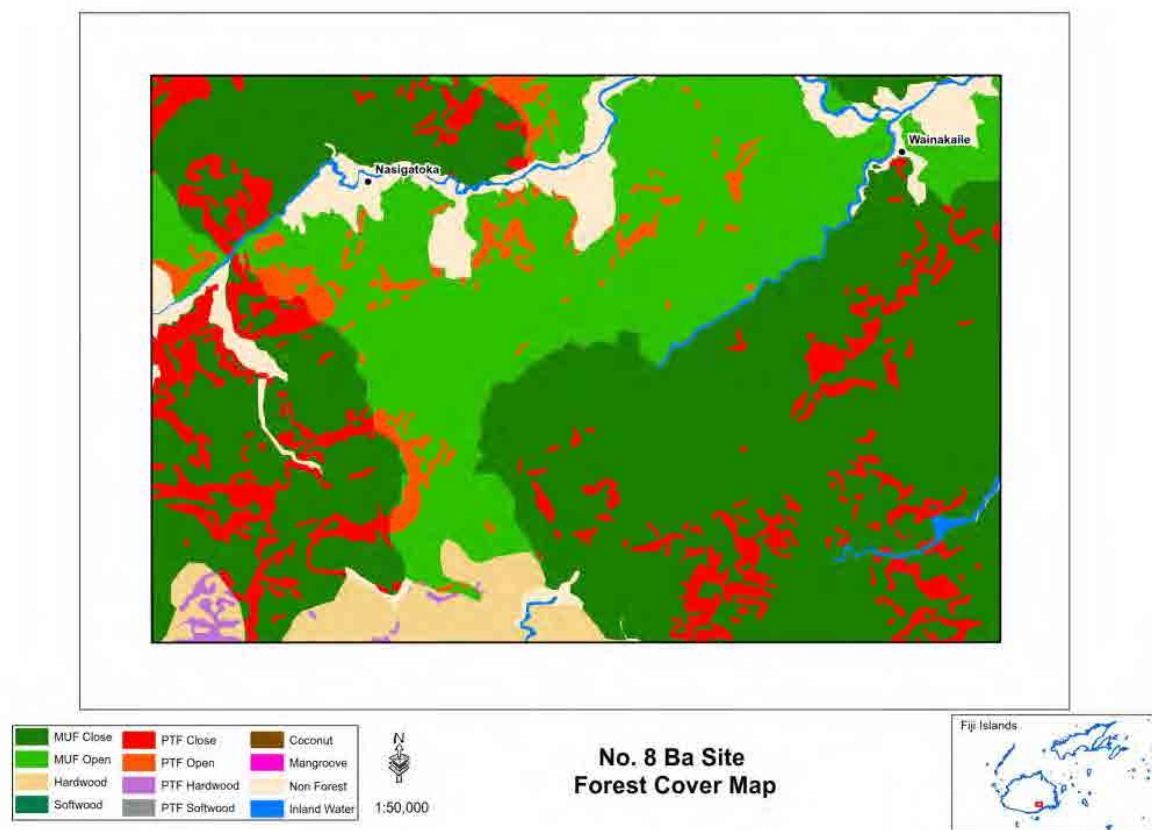 Wainakaile
Nasigatoka
MUF Close
MUF Open
Hardwood
Softwood
PTF Close
PTF Open
PTF Hardwood
PTF Softwood
Coconut
Mangroove
Non Forest
Inland Water
N
1:50,000
No. 8 Ba Site
Forest Cover Map
Fiji Islands